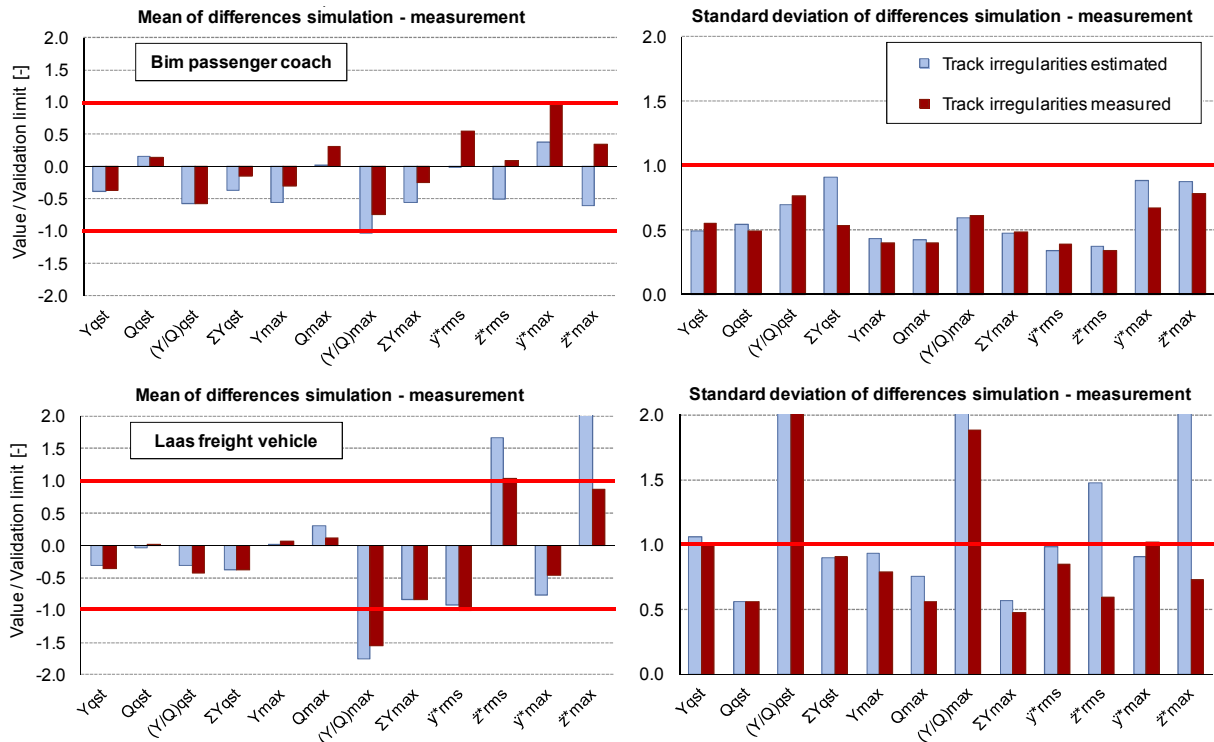 Mean of differences simulation - measurement
Value / Validation limit [-]
2.0
1.5
1.0
0.5
0.0
-0.5
-1.0
-1.5
-2.0
Bim passenger coach
Yqst
Qqst
(Y/Q)qst
ΣYqst
Ymax
Qmax
(Y/Q)max
ΣYmax
ÿ*rms
z̈*rms
ÿ*max
z̈*max
Standard deviation of differences simulation - measurement
2.0
1.5
1.0
0.5
0.0
Track irregularities estimated
Track irregularities measured
Yqst
Qqst
(Y/Q)qst
ΣYqst
Ymax
Qmax
(Y/Q)max
ΣYmax
ÿ*rms
z̈*rms
ÿ*max
z̈*max
Mean of differences simulation - measurement
Value / Validation limit [-]
2.0
1.5
1.0
0.5
0.0
-0.5
-1.0
-1.5
-2.0
Laas freight vehicle
Yqst
Qqst
(Y/Q)qst
ΣYqst
Ymax
Qmax
(Y/Q)max
ΣYmax
ÿ*rms
z̈*rms
ÿ*max
z̈*max
Standard deviation of differences simulation - measurement
2.0
1.5
1.0
0.5
0.0
Yqst
Qqst
(Y/Q)qst
ΣYqst
Ymax
Qmax
(Y/Q)max
ΣYmax
ÿ*rms
z̈*rms
ÿ*max
z̈*max